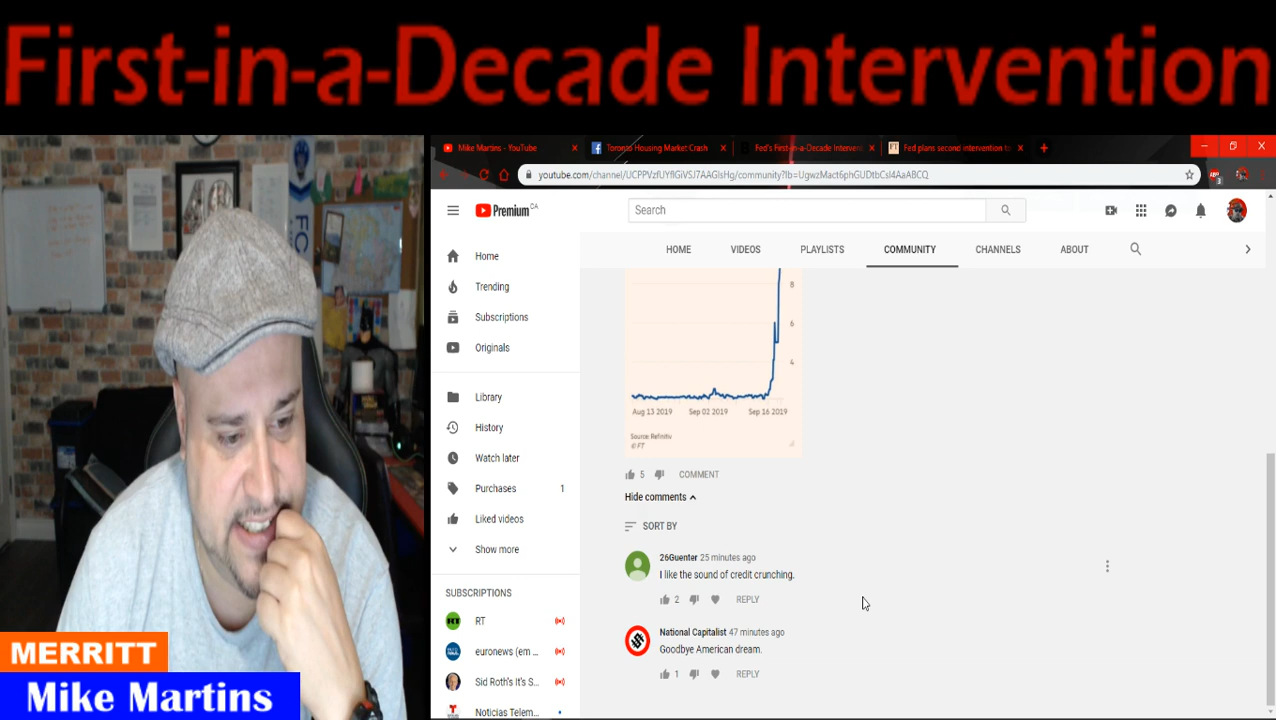 First-in-a-Decade Intervention
Mike Martins - YouTube
Toronto Housing Market Crash
Fed's First-in-a-Decade Interventi
Fed plans second intervention to
youtube.com/channel/UCPPVzfUYflGiVSJ7AAGlsHg/community?lb=UgwzMact6phGUDtbCsl4AaABCQ
Premium CA
Search
HOME VIDEOS PLAYLISTS COMMUNITY CHANNELS ABOUT
Home
Trending
Subscriptions
Originals
Library
History
Watch later
Purchases 1
Liked videos
Show more
SUBSCRIPTIONS
RT
euronews (em ...
Sid Roth's It's S...
Noticias Telem...
8
6
4
Aug 13 2019 Sep 02 2019 Sep 16 2019
Source: Refinitiv
© FT
5 COMMENT
Hide comments
SORT BY
26Guenter 25 minutes ago
I like the sound of credit crunching.
2 REPLY
National Capitalist 47 minutes ago
Goodbye American dream.
1 REPLY
MERRITT
Mike Martins